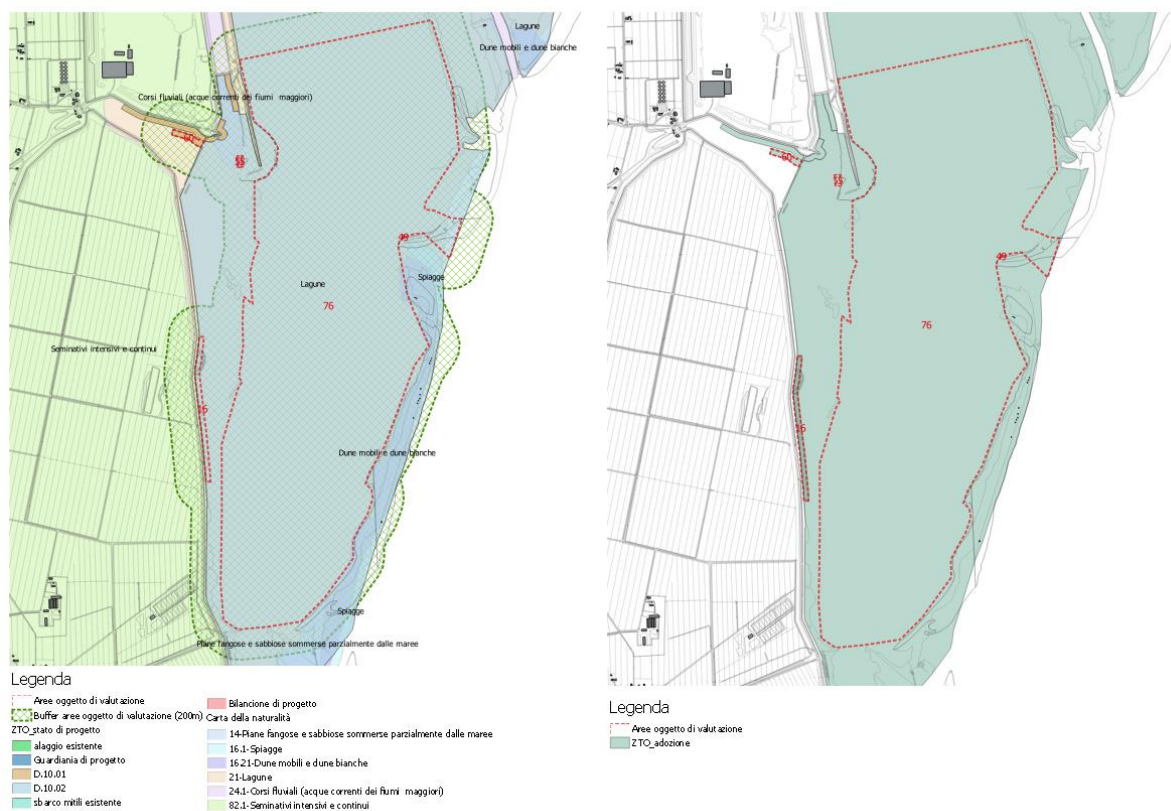 Lagune
Dune mobili e dune bianche
Corsi fluviali (acque correnti dei fiumi maggiori)
49
Spiagge
Lagune
76
Seminativi intensivi e continui
16
Dune mobili e dune bianche
Spiagge
Piane fangose e sabbiose sommerse parzialmente dalle maree
Legenda
Aree oggetto di valutazione
Buffer aree oggetto di valutazione (200m)
ZTO_stato di progetto
alaggio esistente
Guardiania di progetto
D.10.01
D.10.02
sbarco mitili esistente
Bilancione di progetto
Carta della naturalità
14-Piane fangose e sabbiose sommerse parzialmente dalle maree
16.1-Spiagge
16.21-Dune mobili e dune bianche
21-Lagune
24.1-Corsi fluviali (acque correnti dei fiumi maggiori)
82.1-Seminativi intensivi e continui
49
76
16
Legenda
Aree oggetto di valutazione
ZTO_adozione